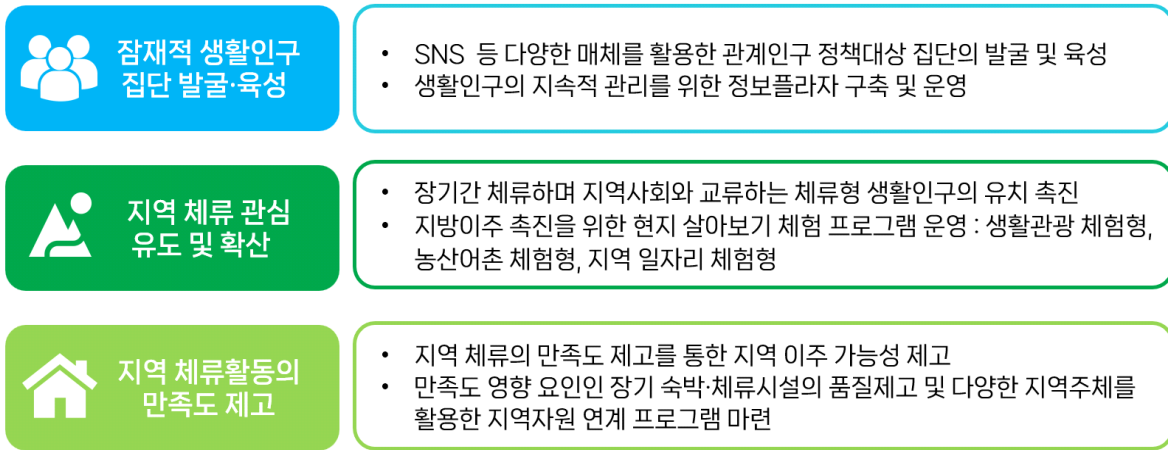 잠재적 생활인구
집단 발굴·육성
• SNS 등 다양한 매체를 활용한 관계인구 정책대상 집단의 발굴 및 육성
• 생활인구의 지속적 관리를 위한 정보플라자 구축 및 운영
지역 체류 관심
유도 및 확산
• 장기간 체류하며 지역사회와 교류하는 체류형 생활인구의 유치 촉진
• 지방이주 촉진을 위한 현지 살아보기 체험 프로그램 운영 : 생활관광 체험형,
농산어촌 체험형, 지역 일자리 체험형
지역 체류활동의
만족도 제고
• 지역 체류의 만족도 제고를 통한 지역 이주 가능성 제고
• 만족도 영향 요인인 장기 숙박·체류시설의 품질제고 및 다양한 지역주체를
활용한 지역자원 연계 프로그램 마련